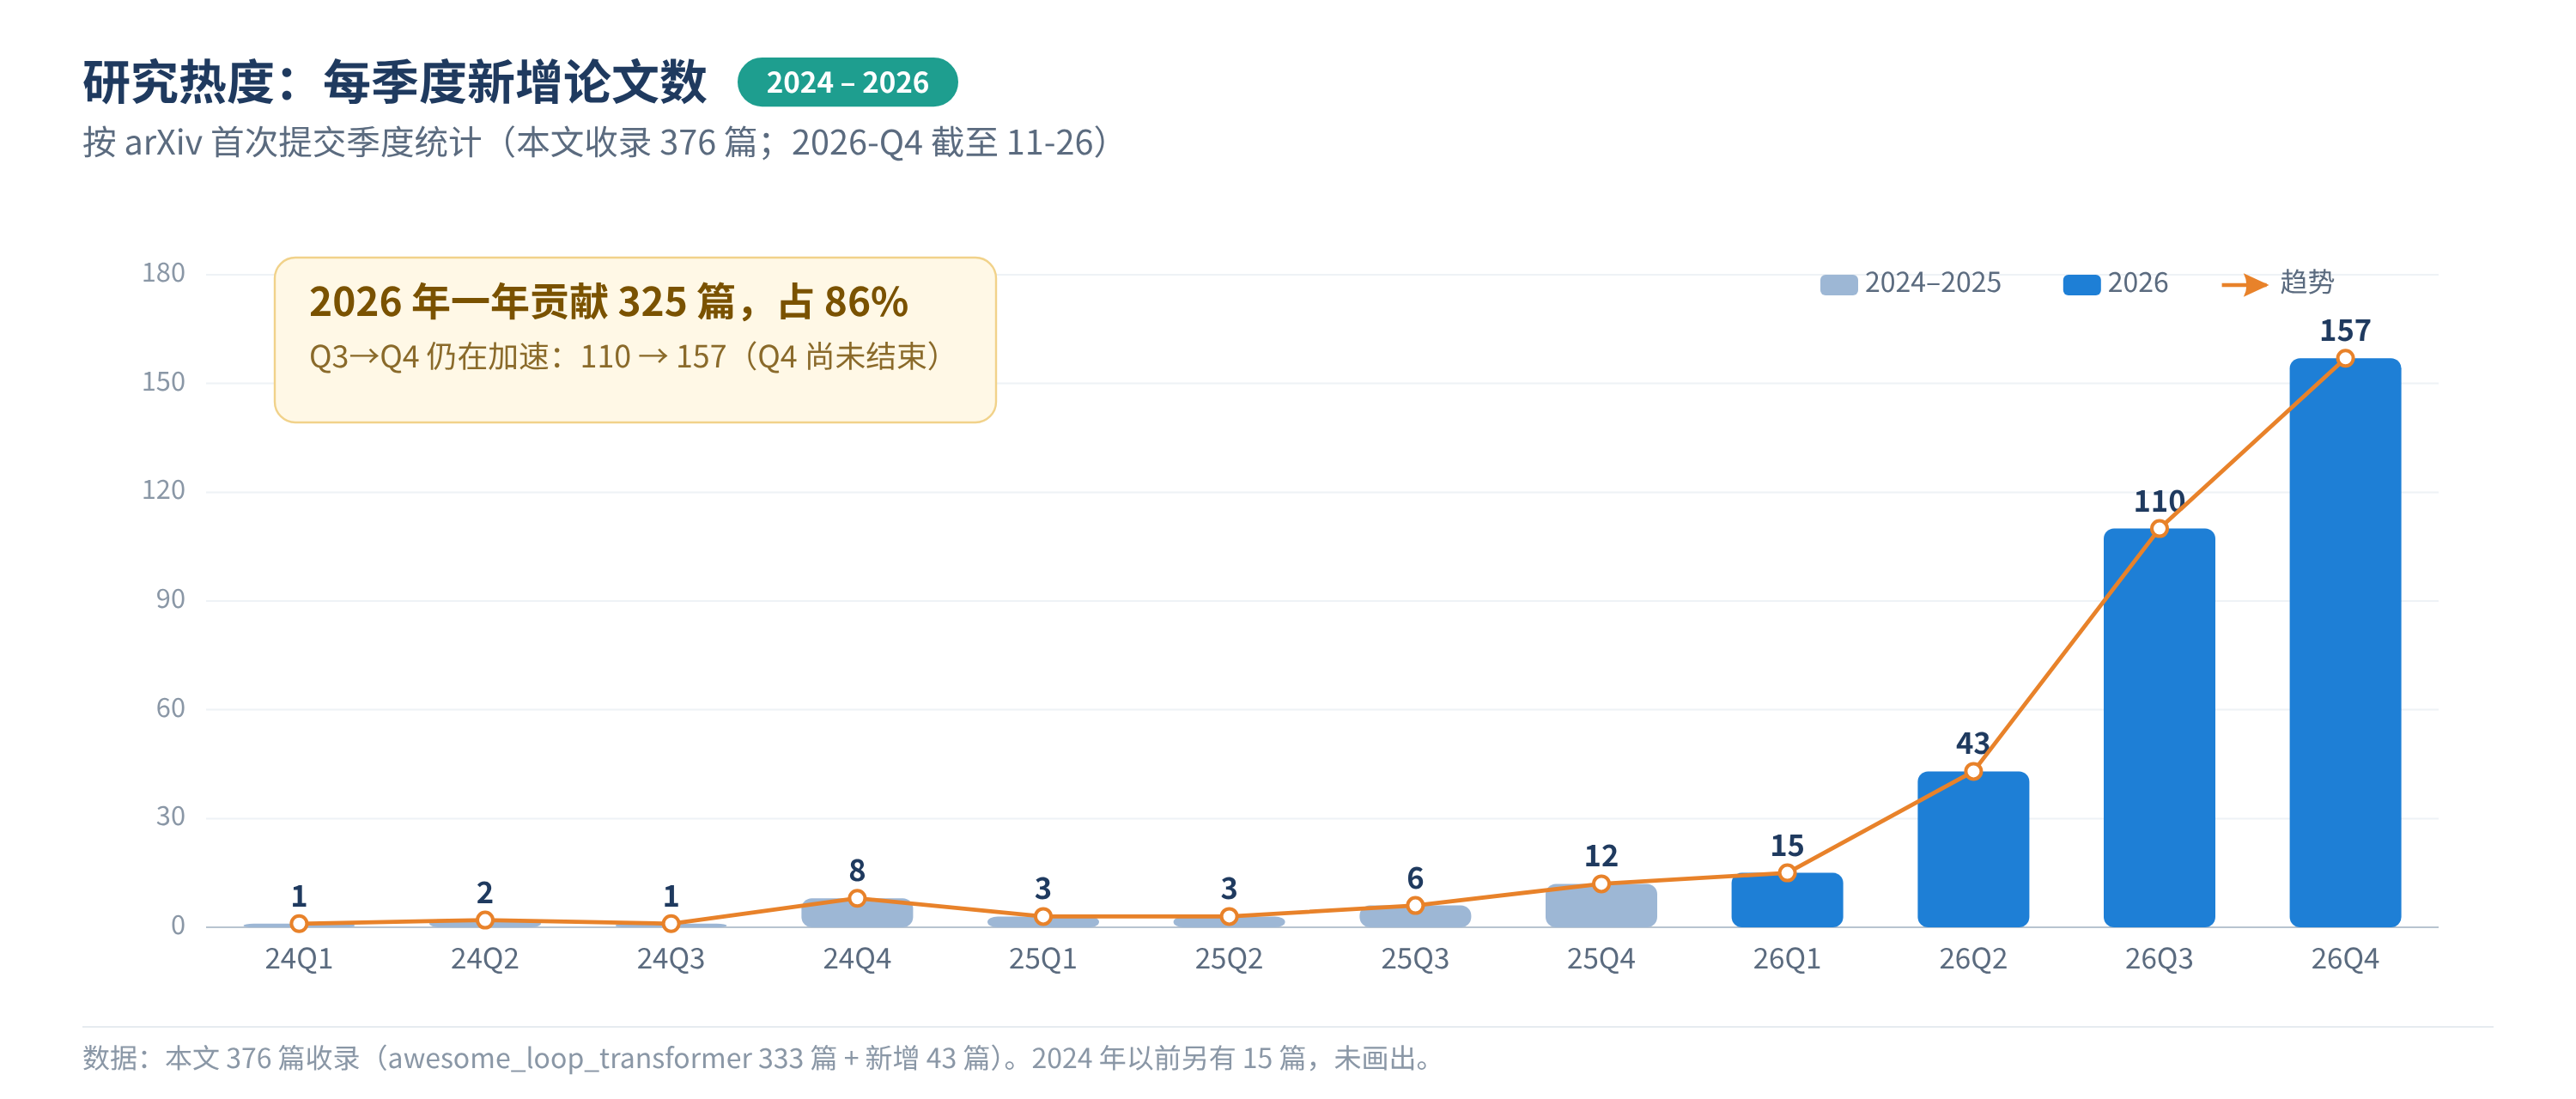 研究热度：每季度新增论文数
2024 – 2026
按 arXiv 首次提交季度统计（本文收录 376 篇；2026-Q4 截至 11-26）
2026 年一年贡献 325 篇，占 86%
Q3→Q4 仍在加速：110 → 157（Q4 尚未结束）
2024–2025
2026
趋势
180
150
120
90
60
30
0
1
2
1
8
3
3
6
12
15
43
110
157
24Q1
24Q2
24Q3
24Q4
25Q1
25Q2
25Q3
25Q4
26Q1
26Q2
26Q3
26Q4
数据：本文 376 篇收录（awesome_loop_transformer 333 篇 + 新增 43 篇）。2024 年以前另有 15 篇，未画出。